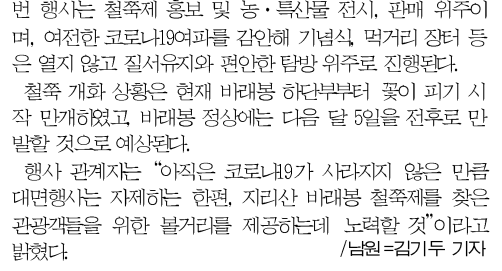 번 행사는 철쭉제 홍보 및 농·특산물 전시, 판매 위주이
며, 여전한 코로나19여파를 감안해 기념식, 먹거리 장터 등
은 열지 않고 질서유지와 편안한 탐방 위주로 진행된다.
철쭉 개화 상황은 현재 바래봉 하단부부터 꽃이 피기 시
작 만개하였고, 바래봉 정상에는 다음 달 5일을 전후로 만
발할 것으로 예상된다.
행사 관계자는 “아직은 코로나19가 사라지지 않은 만큼
대면행사는 자제하는 한편, 지리산 바래봉 철쭉제를 찾은
관광객들을 위한 볼거리를 제공하는데 노력할 것”이라고
밝혔다. /남원=김기두 기자